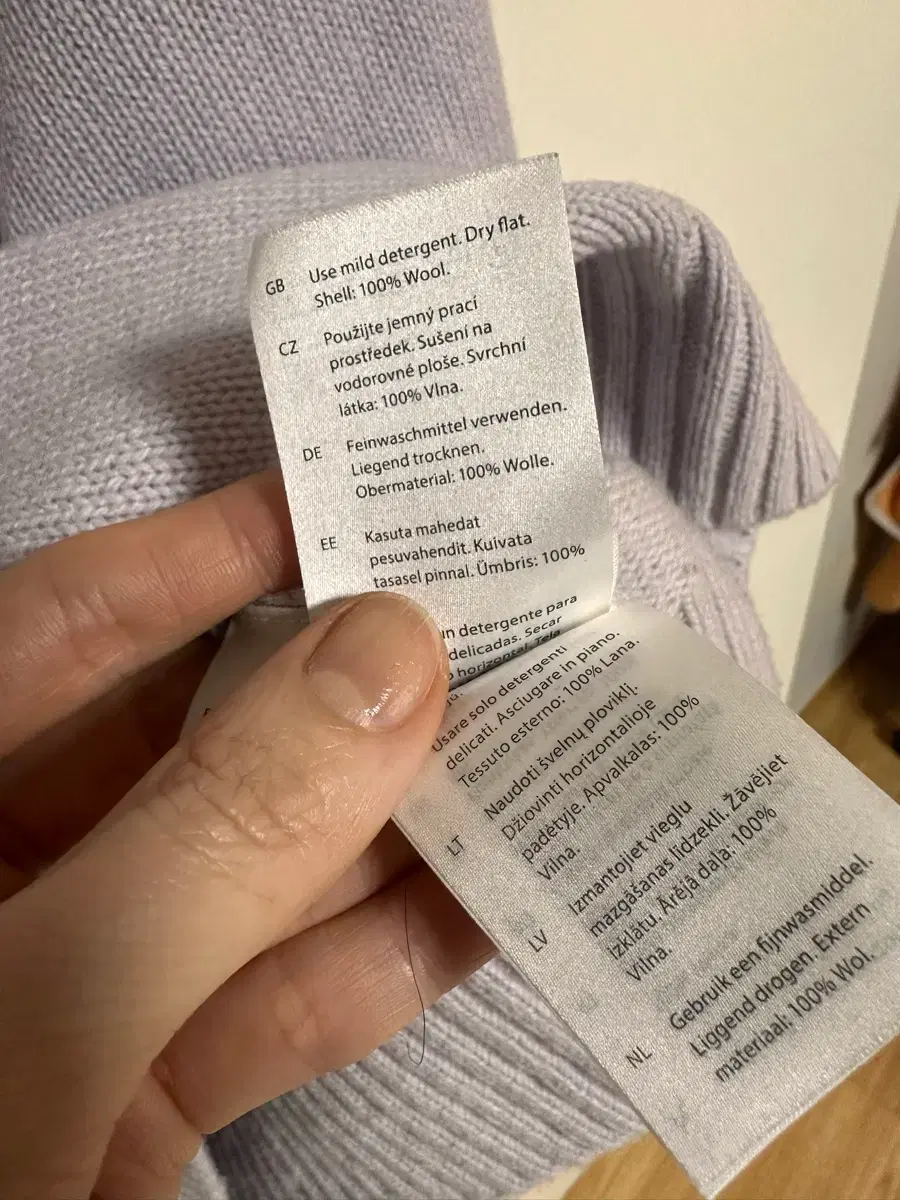 GB Use mild detergent. Dry flat.
Shell: 100% Wool.
CZ Použijte jemný prací
prostředek. Sušení na
vodorovné ploše. Svrchní
látka: 100% Vlna.
DE Feinwaschmittel verwenden.
Liegend trocknen.
Obermaterial: 100% Wolle.
EE Kasuta mahedat
pesuvahendit. Kuivata
tasasel pinnal. Ümbris: 100%
detergente para
delicadas. Secar
horizontal. Tela
Usare solo detergenti
delicati. Asciugare in piano.
Tessuto esterno: 100% Lana.
LT Naudoti švelnų ploviklį.
Džiovinti horizontalioje
padėtyje. Apvalkalas: 100%
Vilna.
LV Izmantojiet vieglu
mazgāšanas līdzekli. Žāvējiet
izklātu. Ārējā daļa: 100%
Vilna.
NL Gebruik een fijnwasmiddel.
Liggend drogen. Extern
materiaal: 100% Wol.